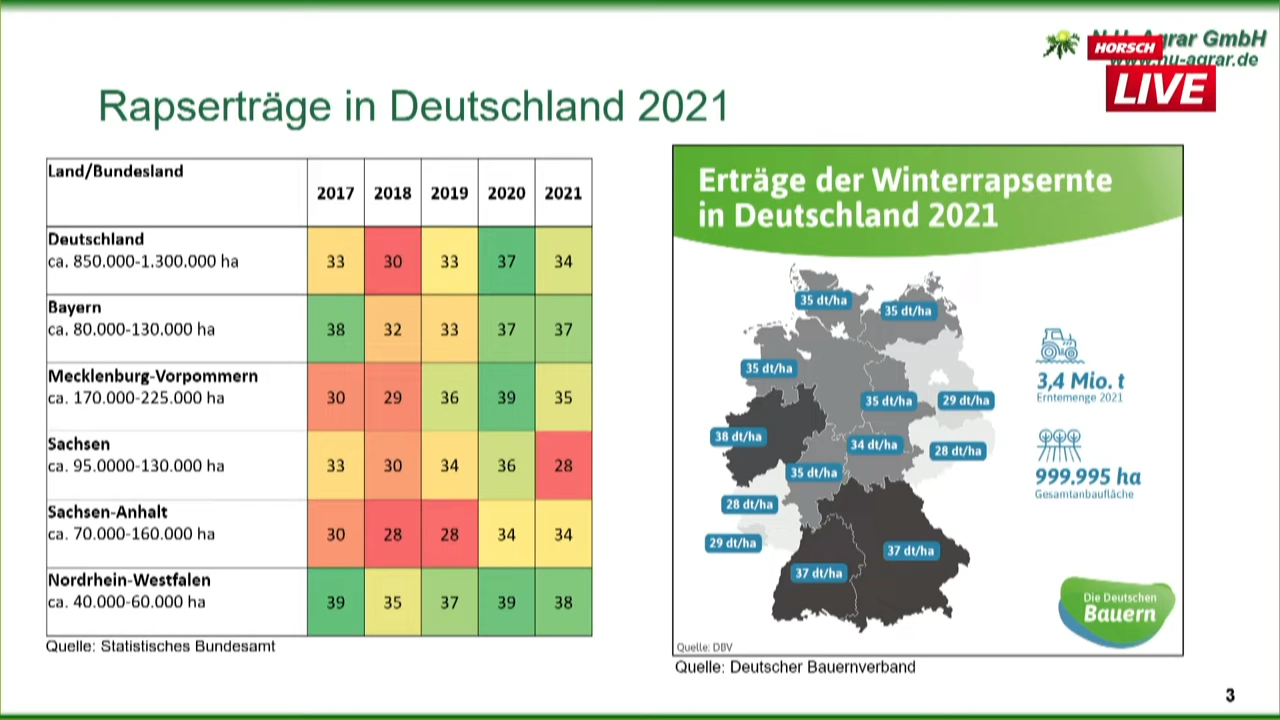 Agrar GmbH
HORSCH
LIVE
Rapserträge in Deutschland 2021
Land/Bundesland
2017 2018 2019 2020 2021
Deutschland
ca. 850.000-1.300.000 ha
33 30 33 37 34
Bayern
ca. 80.000-130.000 ha
38 32 33 37 37
Mecklenburg-Vorpommern
ca. 170.000-225.000 ha
30 29 36 39 35
Sachsen
ca. 95.0000-130.000 ha
33 30 34 36 28
Sachsen-Anhalt
ca. 70.000-160.000 ha
30 28 28 34 34
Nordrhein-Westfalen
ca. 40.000-60.000 ha
39 35 37 39 38
Quelle: Statistisches Bundesamt
Erträge der Winterrapsernte
in Deutschland 2021
35 dt/ha
35 dt/ha
35 dt/ha
35 dt/ha
29 dt/ha
38 dt/ha
34 dt/ha
28 dt/ha
35 dt/ha
28 dt/ha
29 dt/ha
37 dt/ha
37 dt/ha
3,4 Mio. t
Erntemenge 2021
999.995 ha
Gesamtanbaufläche
Die Deutschen
Bauern
Quelle: DBV
Quelle: Deutscher Bauernverband
3